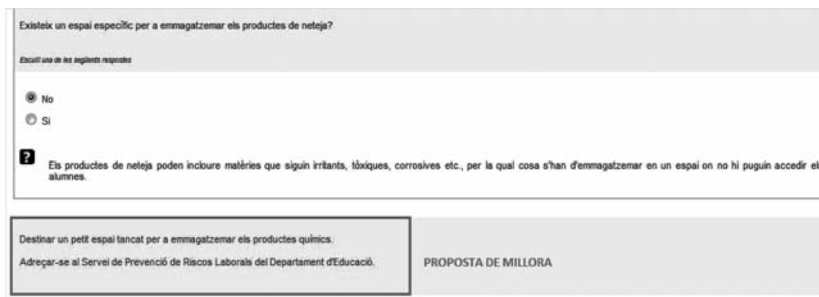 Existeix un espai específic per a emmagatzemar els productes de neteja?
Escull una de les següents respostes
No
Sí
?
Els productes de neteja poden incloure matèries que siguin irritants, tòxiques, corrosives etc., per la qual cosa s'han d'emmagatzemar en un espai on no hi puguin accedir els
alumnes.
Destinar un petit espai tancat per a emmagatzemar els productes químics.
Adreçar-se al Servei de Prevenció de Riscos Laborals del Departament d'Educació.
PROPOSTA DE MILLORA